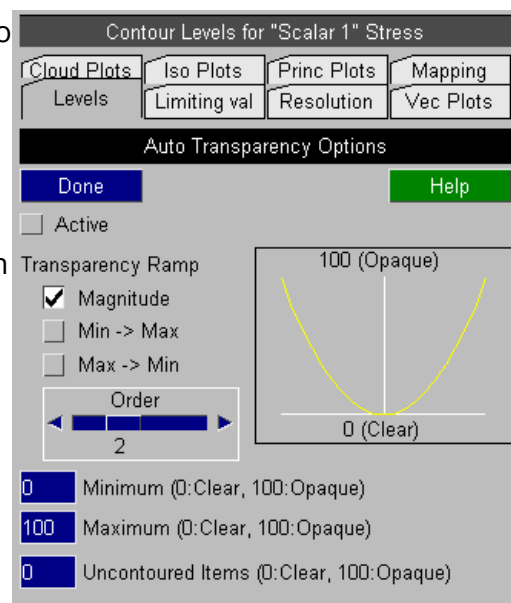 o
Contour Levels for "Scalar 1" Stress
Cloud Plots Iso Plots Princ Plots Mapping
Levels Limiting val Resolution Vec Plots
Auto Transparency Options
Done Help
Active
n
Transparency Ramp
Magnitude
Min -> Max
Max -> Min
Order
2
100 (Opaque)
0 (Clear)
0 Minimum (0:Clear, 100:Opaque)
100 Maximum (0:Clear, 100:Opaque)
0 Uncontoured Items (0:Clear, 100:Opaque)